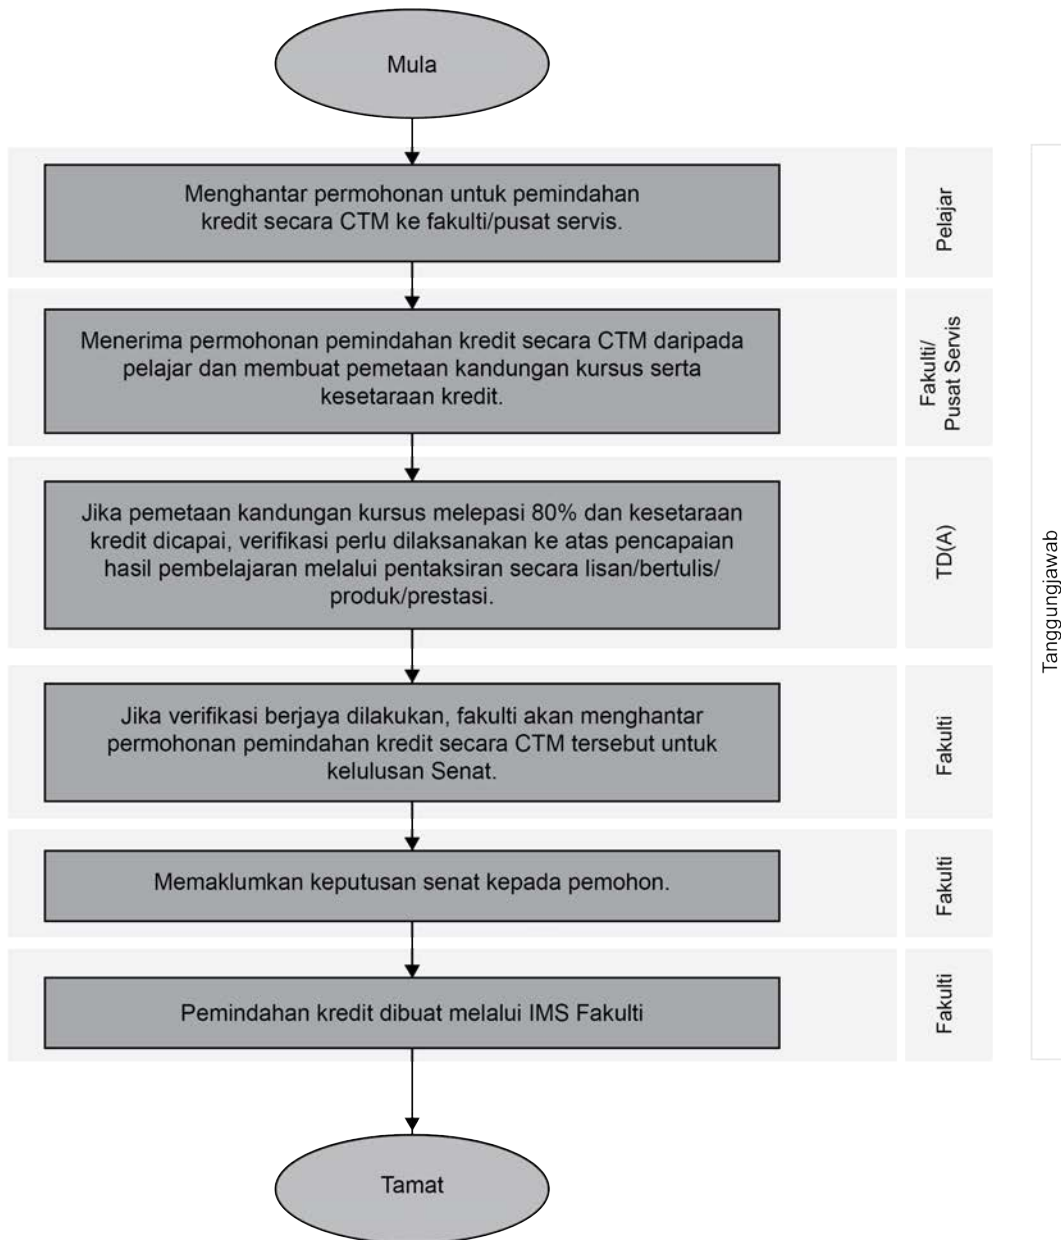 Mula
Menghantar permohonan untuk pemindahan
kredit secara CTM ke fakulti/pusat servis.
Pelajar
Menerima permohonan pemindahan kredit secara CTM daripada
pelajar dan membuat pemetaan kandungan kursus serta
kesetaraan kredit.
Fakulti/
Pusat Servis
Jika pemetaan kandungan kursus melepasi 80% dan kesetaraan
kredit dicapai, verifikasi perlu dilaksanakan ke atas pencapaian
hasil pembelajaran melalui pentaksiran secara lisan/bertulis/
produk/prestasi.
TD(A)
Jika verifikasi berjaya dilakukan, fakulti akan menghantar
permohonan pemindahan kredit secara CTM tersebut untuk
kelulusan Senat.
Fakulti
Memaklumkan keputusan senat kepada pemohon.
Fakulti
Pemindahan kredit dibuat melalui IMS Fakulti
Fakulti
Tanggungjawab
Tamat